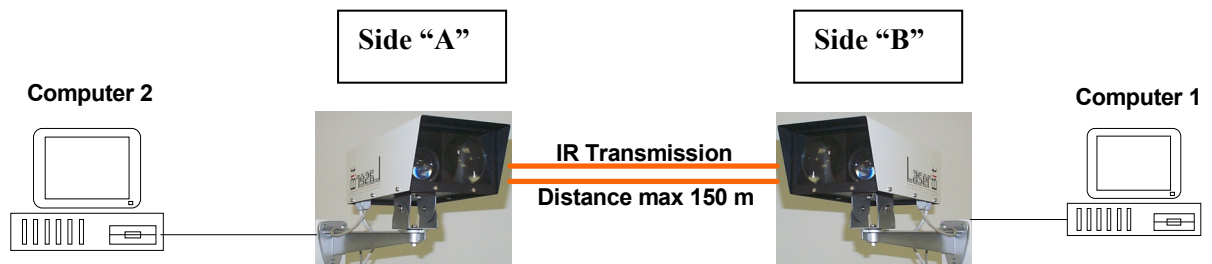 Side “A”
Side “B”
Computer 2
Computer 1
IR Transmission
Distance max 150 m